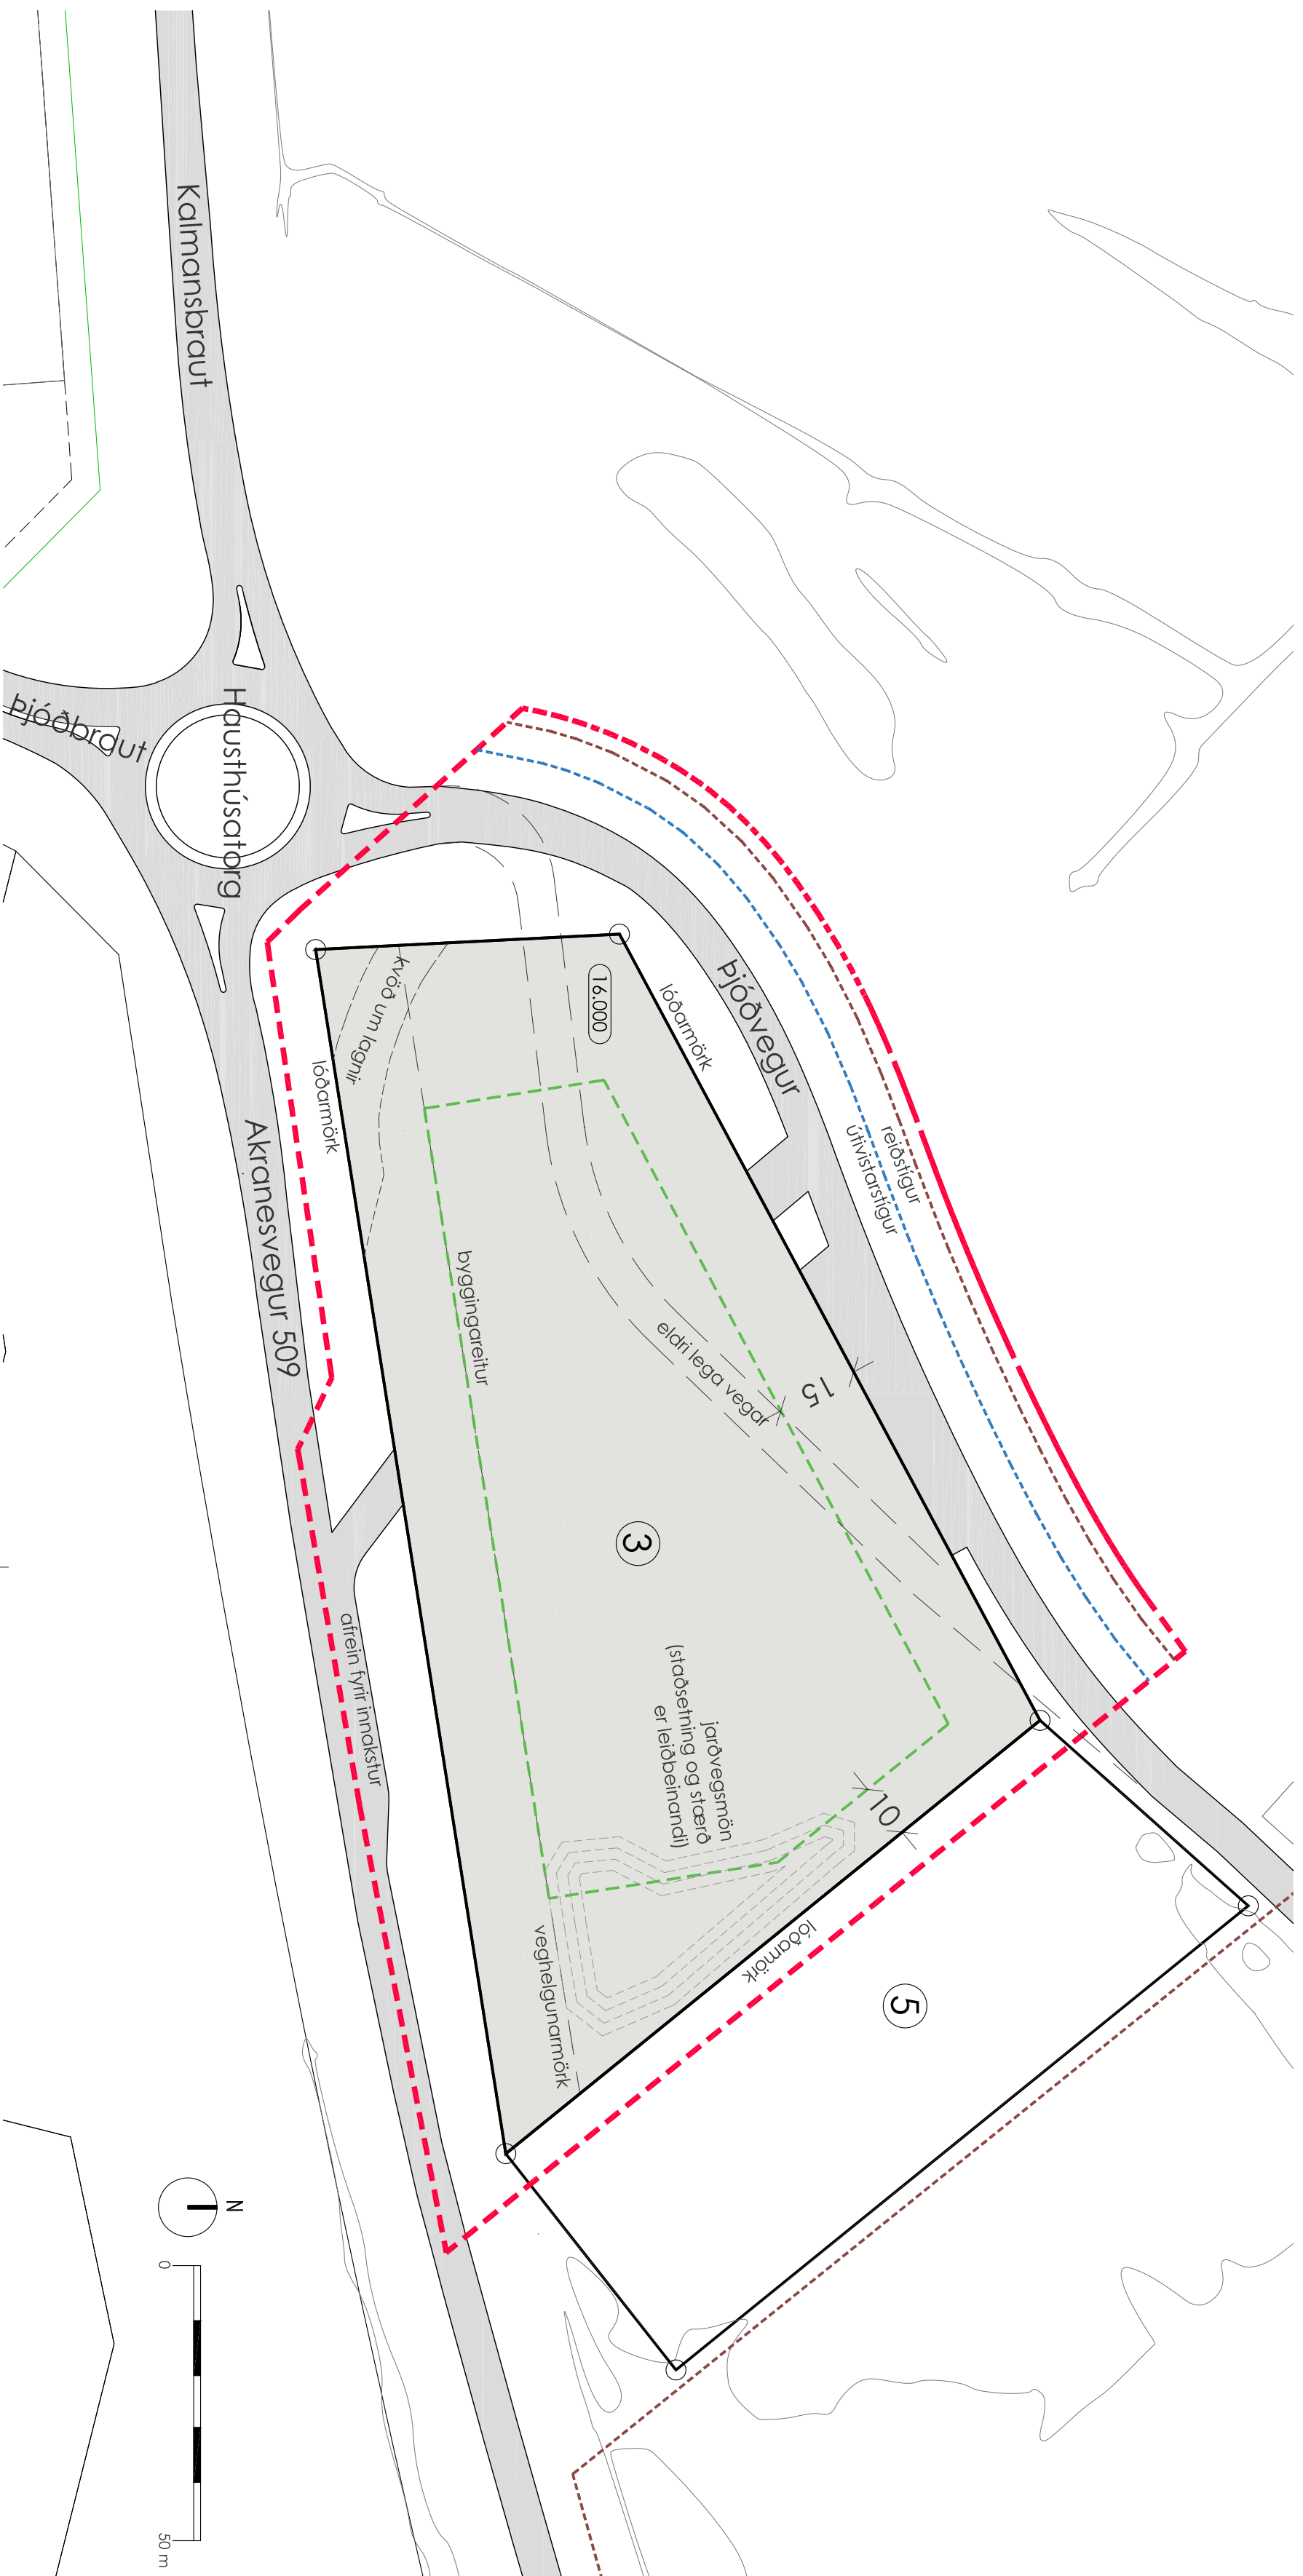 Kalmansbraut
Þjóðbraut
Hausthúsatorg
Þjóðvegur
reiðstígur
útivistarstígur
lóðarmörk
16.000
kvöð um lagnir
lóðarmörk
Akranesvegur 509
byggingareitur
eldri lega vegar
15
3
jarðvegsmön
(staðsetning og stærð
er leiðbeinandi)
10
afrein fyrir innakstur
veghelgunarmörk
lóðamörk
5
N
0
50 m